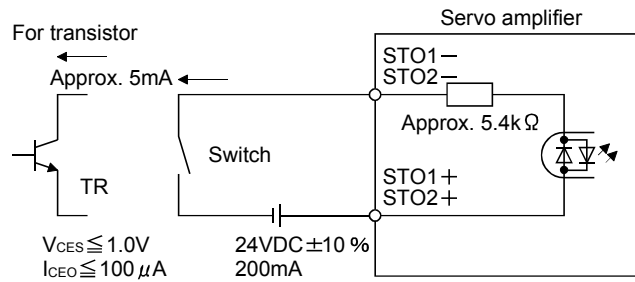 Servo amplifier
For transistor
Approx. 5mA
STO1−
STO2−
Approx. 5.4kΩ
Switch
TR
STO1+
STO2+
VCES≦1.0V
ICEO≦100μA
24VDC±10 %
200mA